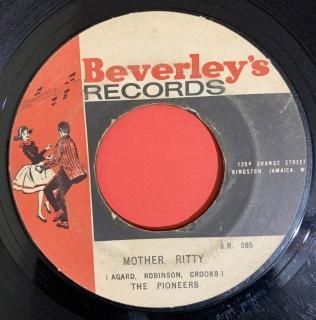 Beverley's
RECORDS
135A ORANGE STREET
KINGSTON, JAMAICA, W
S.R. 085
MOTHER RITTY
( AGARD, ROBINSON, CROOKS )
THE PIONEERS